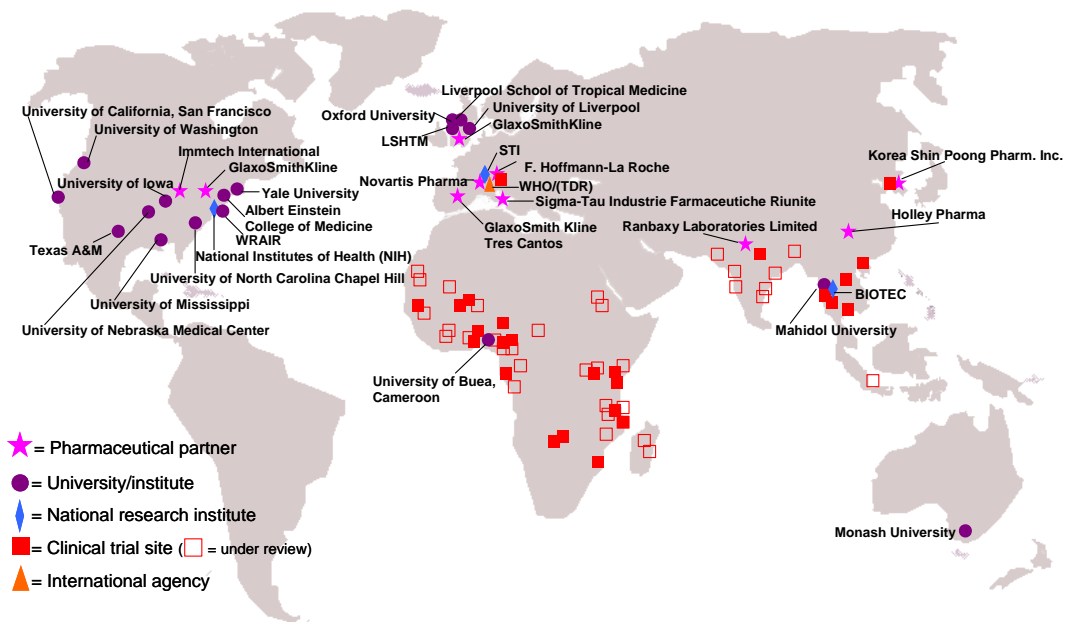 Liverpool School of Tropical Medicine
University of California, San Francisco
Oxford University
University of Liverpool
GlaxoSmithKline
University of Washington
LSHTM
Immtech International
STI
Korea Shin Poong Pharm. Inc.
GlaxoSmithKline
F. Hoffmann-La Roche
University of Iowa
Novartis Pharma
WHO/(TDR)
Yale University
Sigma-Tau Industrie Farmaceutiche Riunite
Albert Einstein
College of Medicine
Holley Pharma
GlaxoSmith Kline
Tres Cantos
Ranbaxy Laboratories Limited
WRAIR
Texas A&M
National Institutes of Health (NIH)
University of North Carolina Chapel Hill
BIOTEC
University of Mississippi
University of Nebraska Medical Center
Mahidol University
University of Buea,
Cameroon
= Pharmaceutical partner
= University/institute
= National research institute
Monash University
= Clinical trial site ( = under review)
= International agency